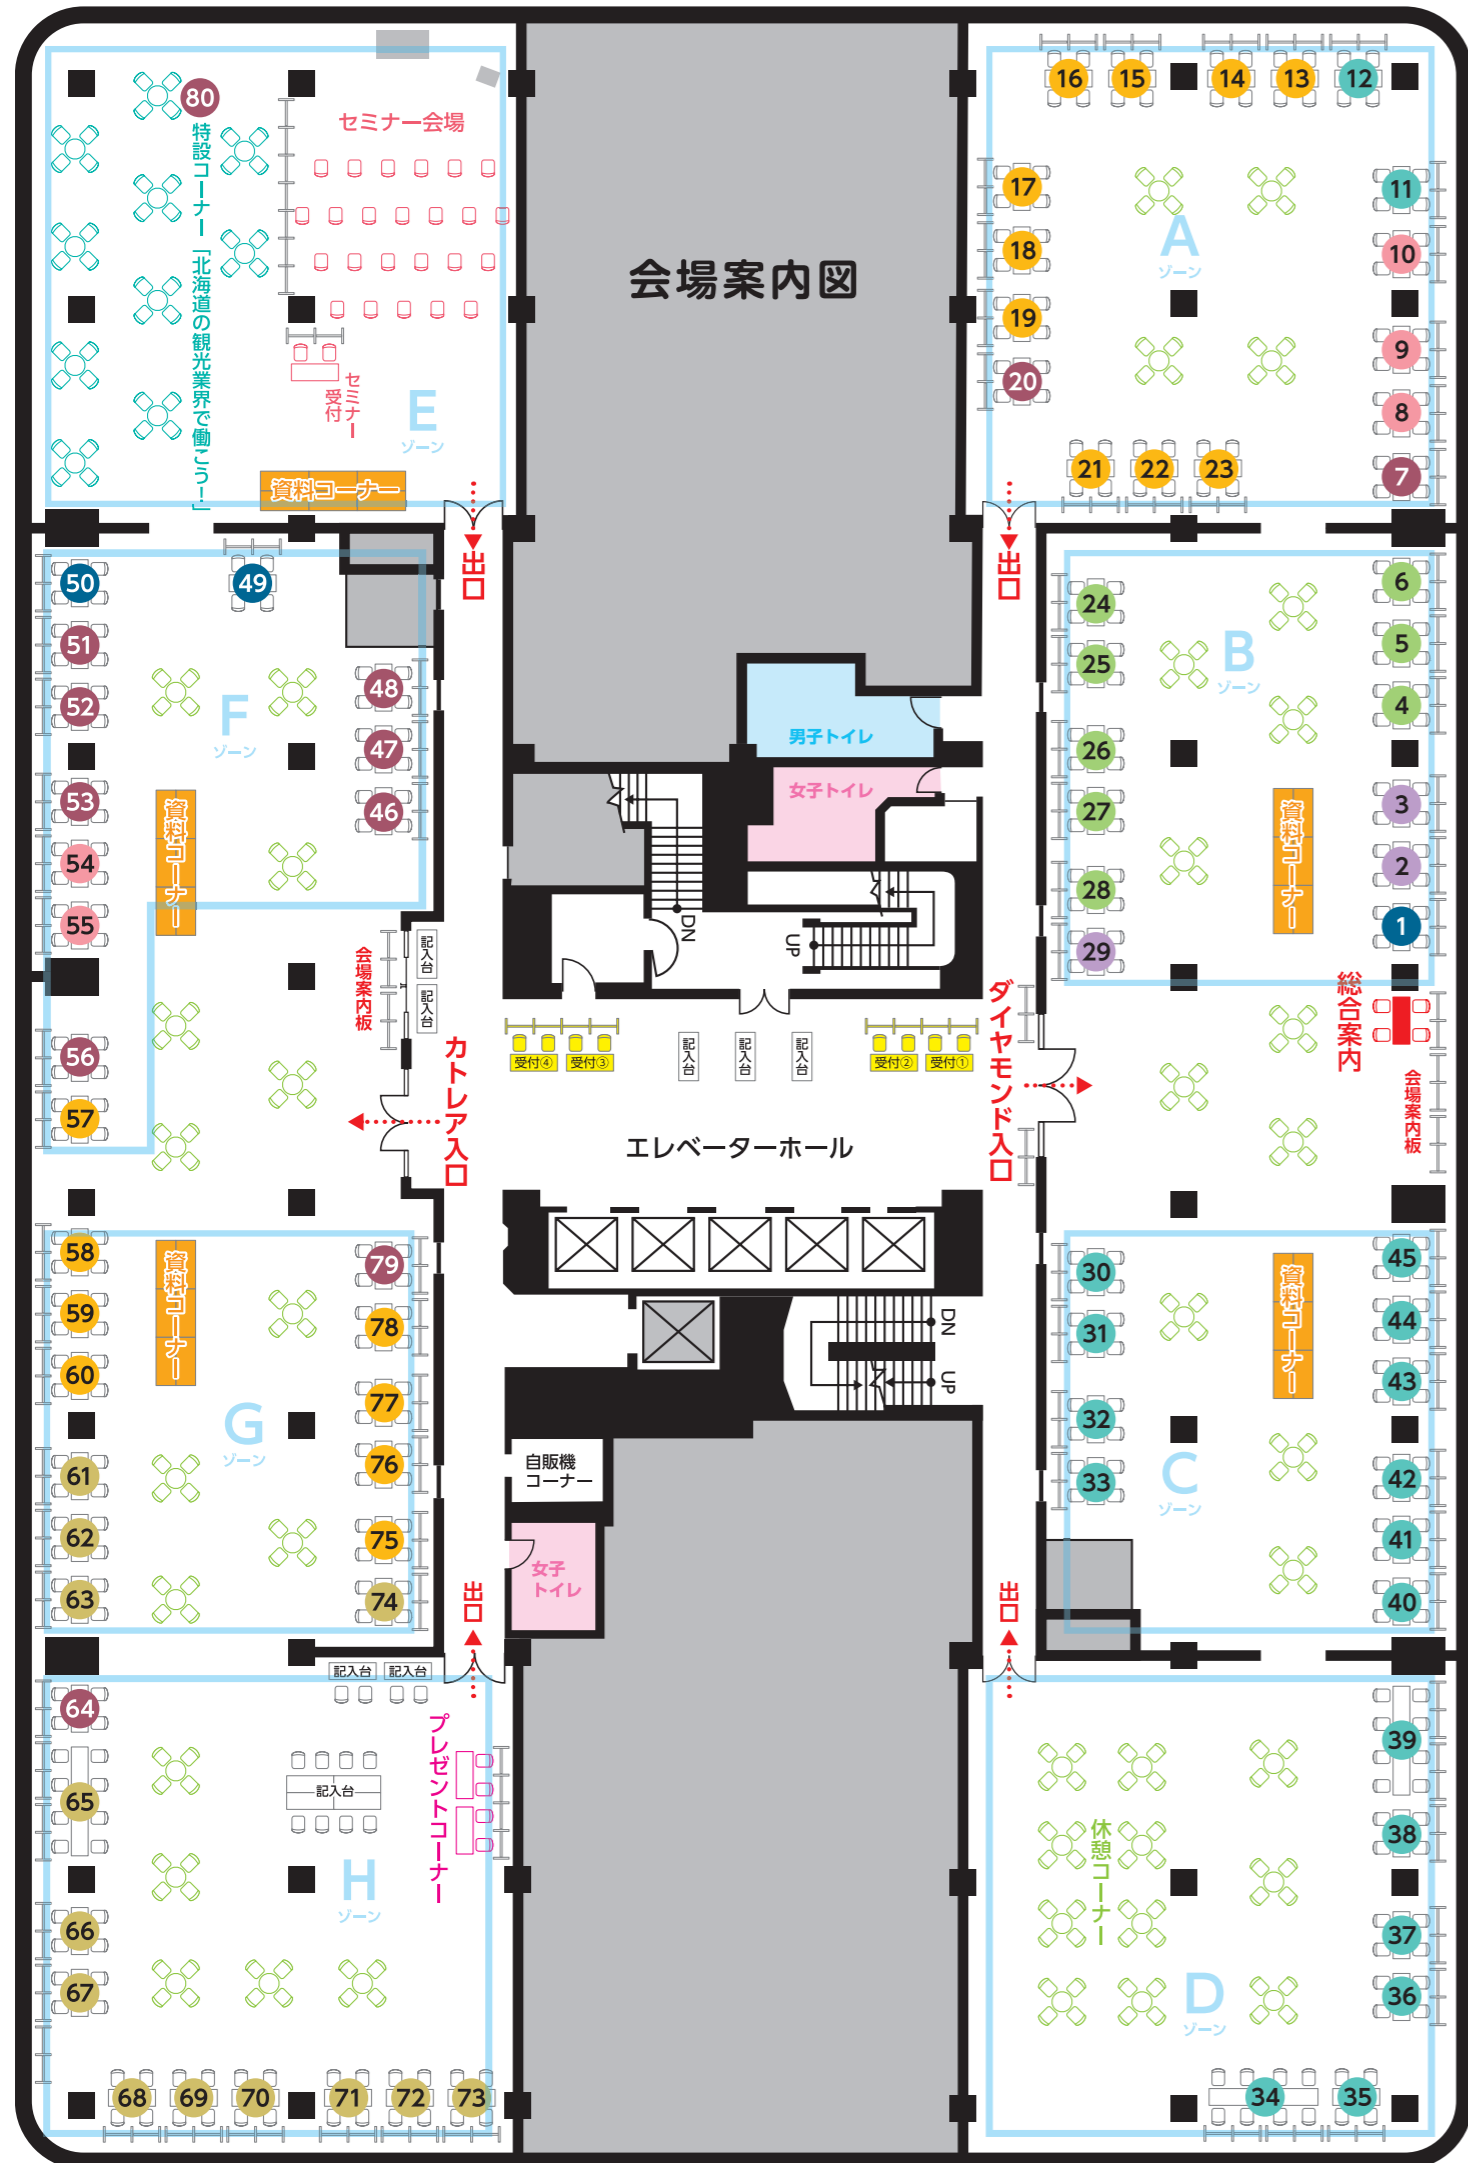 会場案内図
80
特設コーナー「北海道の観光業界で働こう！」
セミナー会場
セミナー
受付
E
ゾーン
資料コーナー
出口
16
15
14
13
12
17
18
19
20
11
10
9
8
7
A
ゾーン
21
22
23
出口
50
49
51
52
53
54
55
56
57
48
47
46
F
ゾーン
資料コーナー
会場案内板
記入台
記入台
カトレア入口
男子トイレ
女子トイレ
DN
UP
受付④
受付③
記入台
記入台
記入台
受付②
受付①
エレベーターホール
ダイヤモンド入口
24
25
26
27
28
29
B
ゾーン
資料コーナー
6
5
4
3
2
1
総合案内
会場案内板
58
59
60
61
62
63
資料コーナー
G
ゾーン
79
78
77
76
75
74
DN
UP
自販機
コーナー
女子
トイレ
30
31
32
33
資料コーナー
C
ゾーン
45
44
43
42
41
40
出口
出口
記入台
記入台
64
65
66
67
記入台
プレゼントコーナー
H
ゾーン
68
69
70
71
72
73
休憩コーナー
D
ゾーン
39
38
37
36
34
35